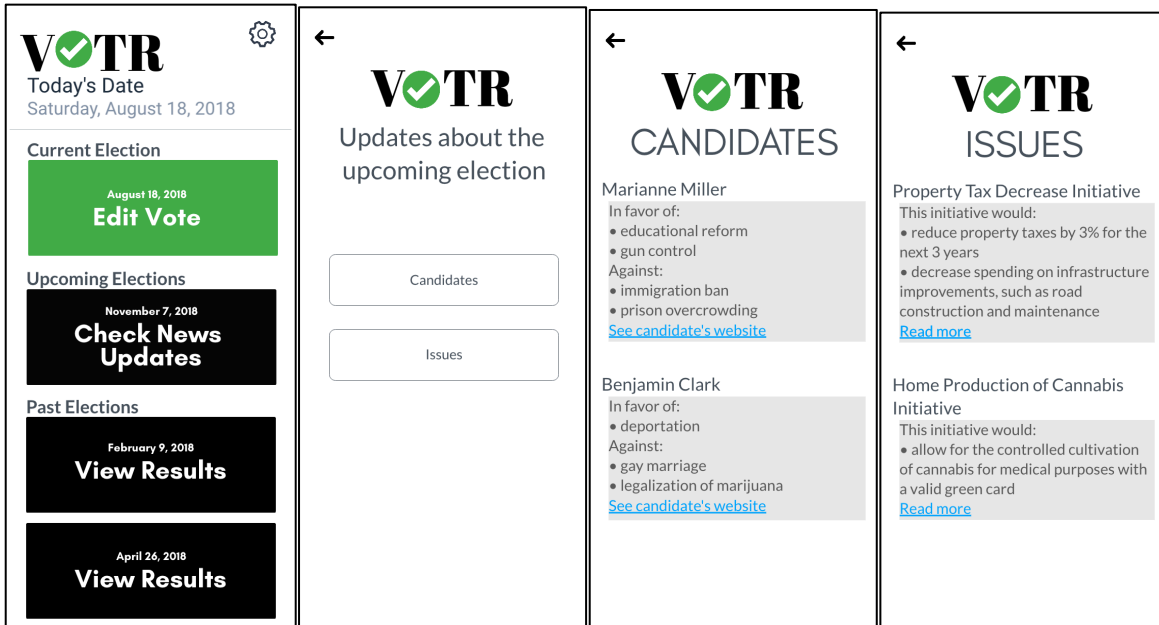 VOTR
Today's Date
Saturday, August 18, 2018
Current Election
August 18, 2018
Edit Vote
Upcoming Elections
November 7, 2018
Check News
Updates
Past Elections
February 9, 2018
View Results
April 26, 2018
View Results
VOTR
Updates about the
upcoming election
Candidates
Issues
VOTR
CANDIDATES
Marianne Miller
In favor of:
• educational reform
• gun control
Against:
• immigration ban
• prison overcrowding
See candidate's website
Benjamin Clark
In favor of:
• deportation
Against:
• gay marriage
• legalization of marijuana
See candidate's website
VOTR
ISSUES
Property Tax Decrease Initiative
This initiative would:
• reduce property taxes by 3% for the
next 3 years
• decrease spending on infrastructure
improvements, such as road
construction and maintenance
Read more
Home Production of Cannabis
Initiative
This initiative would:
• allow for the controlled cultivation
of cannabis for medical purposes with
a valid green card
Read more